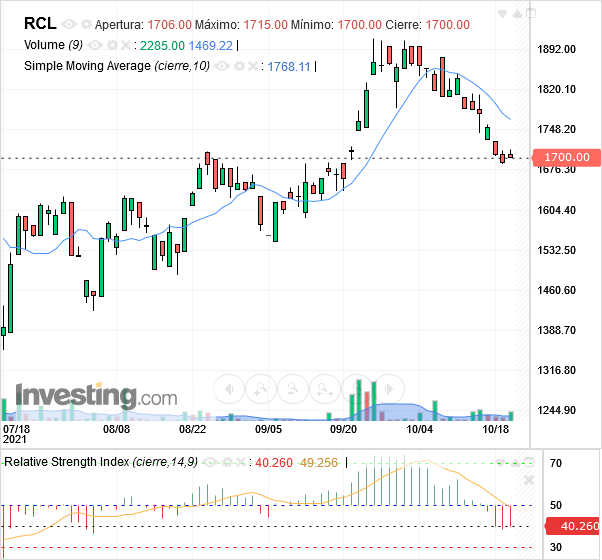 RCL Apertura: 1706.00 Máximo: 1715.00 Mínimo: 1700.00 Cierre: 1700.00
Volume (9) : 2285.00 1469.22
Simple Moving Average (cierre,10) : 1768.11
1892.00
1820.10
1748.20
1700.00
1676.30
1604.40
1532.50
1460.60
1388.70
1316.80
1244.90
Investing.com
07/18 08/08 08/22 09/05 09/20 10/04 10/18
2021
Relative Strength Index (cierre,14,9) : 40.260 49.256
70
50
40.260
30